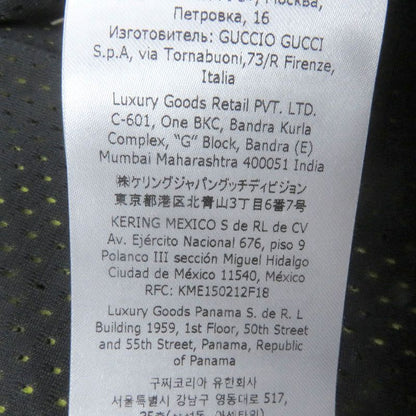 Москва,
Петровка, 16
Изготовитель: GUCCIO GUCCI
S.p.A, via Tornabuoni,73/R Firenze,
Italia
Luxury Goods Retail PVT. LTD.
C-601, One BKC, Bandra Kurla
Complex, "G" Block, Bandra (E)
Mumbai Maharashtra 400051 India
㈱ケリングジャパングッチディビジョン
東京都港区北青山3丁目6番7号
KERING MEXICO S de RL de CV
Av. Ejército Nacional 676, piso 9
Polanco III sección Miguel Hidalgo
Ciudad de México 11540, México
RFC: KME150212F18
Luxury Goods Panama S. de R. L
Building 1959, 1st Floor, 50th Street
and 55th Street, Panama, Republic
of Panama
구찌코리아 유한회사
서울특별시 강남구 영동대로 517,